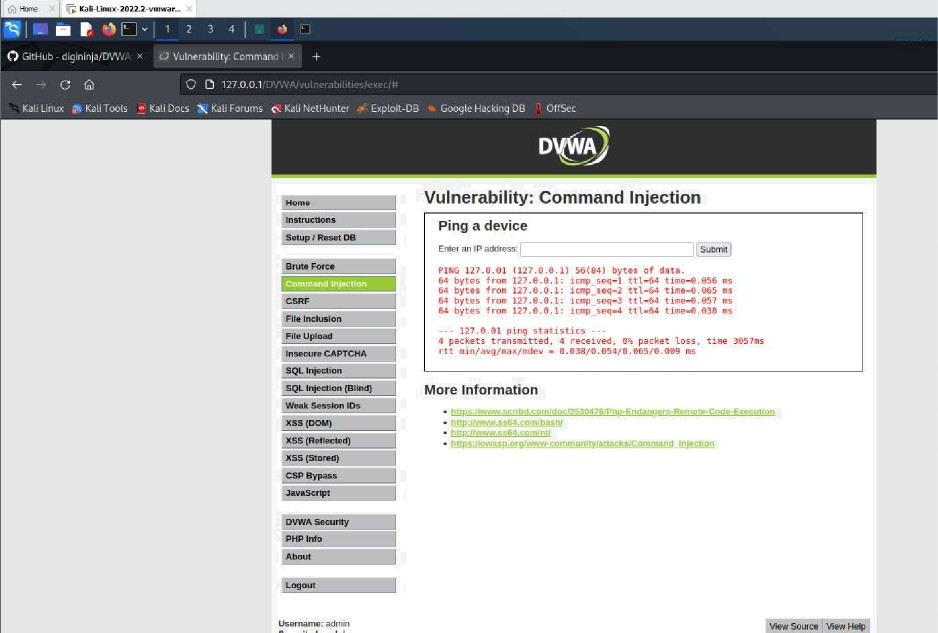 Home
Kali-Linux-2022.2-vmwar...
1 2 3 4
GitHub - digininja/DVWA
Vulnerability: Command
127.0.0.1/DVWA/vulnerabilities/exec/#
Kali Linux Kali Tools Kali Docs Kali Forums Kali NetHunter Exploit-DB Google Hacking DB OffSec
DVWA
Home
Instructions
Setup / Reset DB
Brute Force
Command Injection
CSRF
File Inclusion
File Upload
Insecure CAPTCHA
SQL Injection
SQL Injection (Blind)
Weak Session IDs
XSS (DOM)
XSS (Reflected)
XSS (Stored)
CSP Bypass
JavaScript
DVWA Security
PHP Info
About
Logout
Vulnerability: Command Injection
Ping a device
Enter an IP address:
Submit
PING 127.0.01 (127.0.0.1) 56(84) bytes of data.
64 bytes from 127.0.0.1: icmp_seq=1 ttl=64 time=0.056 ms
64 bytes from 127.0.0.1: icmp_seq=2 ttl=64 time=0.065 ms
64 bytes from 127.0.0.1: icmp_seq=3 ttl=64 time=0.057 ms
64 bytes from 127.0.0.1: icmp_seq=4 ttl=64 time=0.038 ms
--- 127.0.01 ping statistics ---
4 packets transmitted, 4 received, 0% packet loss, time 3057ms
rtt min/avg/max/mdev = 0.038/0.054/0.065/0.009 ms
More Information
https://www.scribd.com/doc/2530476/Php-Endangers-Remote-Code-Execution
http://www.ss64.com/bash/
http://www.ss64.com/nt/
https://owasp.org/www-community/attacks/Command_Injection
Username: admin
View Source View Help